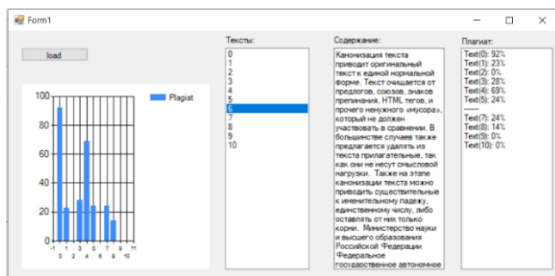 Form1
load
100
80
60
40
20
0
Plagist
-1 1 3 5 7 9 11
0 2 4 6 8 10
Тексты:
0
1
2
3
4
5
6
7
8
9
10
Содержание:
Канонизация текста
приводит оригинальный
текст к единой нормальной
форме. Текст очищается от
предлогов, союзов, знаков
препинания, HTML тегов, и
прочего ненужного «мусора»,
который не должен
участвовать в сравнении. В
большинстве случаев также
предлагается удалять из
текста прилагательные, так
как они не несут смысловой
нагрузки. Также на этапе
канонизации текста можно
приводить существительные
к именительному падежу,
единственному числу, либо
оставлять от них только
корни. Министерство науки
и высшего образования
Российской Федерации
Федеральное
государственное автономное
Плагиат:
Text(0): 92%
Text(1): 23%
Text(2): 0%
Text(3): 28%
Text(4): 69%
Text(5): 24%
------
Text(7): 24%
Text(8): 14%
Text(9): 0%
Text(10): 0%